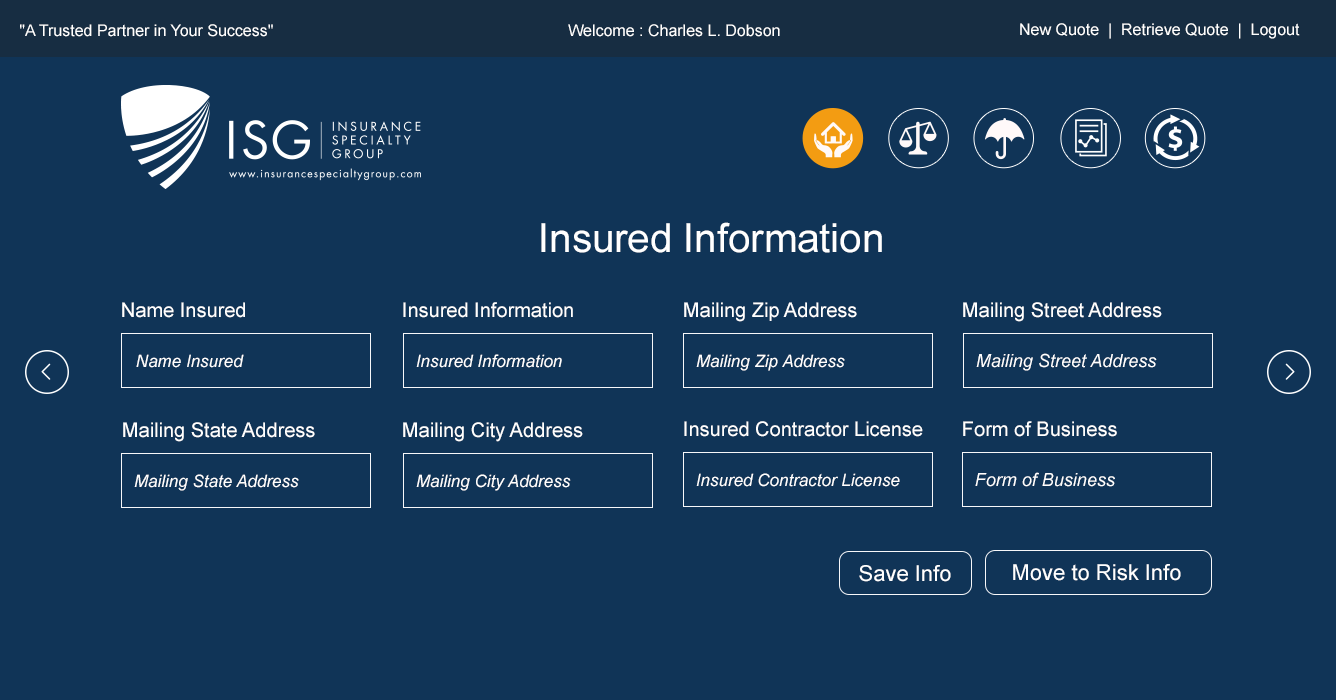 "A Trusted Partner in Your Success"
Welcome : Charles L. Dobson
New Quote | Retrieve Quote | Logout
ISG
INSURANCE
SPECIALTY
GROUP
www.insurancespecialtygroup.com
$
Insured Information
Name Insured
Insured Information
Mailing Zip Address
Mailing Street Address
Name Insured
Insured Information
Mailing Zip Address
Mailing Street Address
Mailing State Address
Mailing City Address
Insured Contractor License
Form of Business
Mailing State Address
Mailing City Address
Insured Contractor License
Form of Business
Save Info
Move to Risk Info